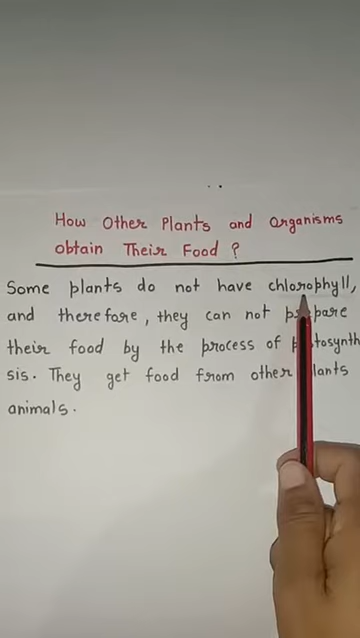 How Other Plants and Organisms
obtain Their Food ?
Some plants do not have chlorophyll,
and therefore, they can not
their food by the process of
sis. They get food from other
animals.